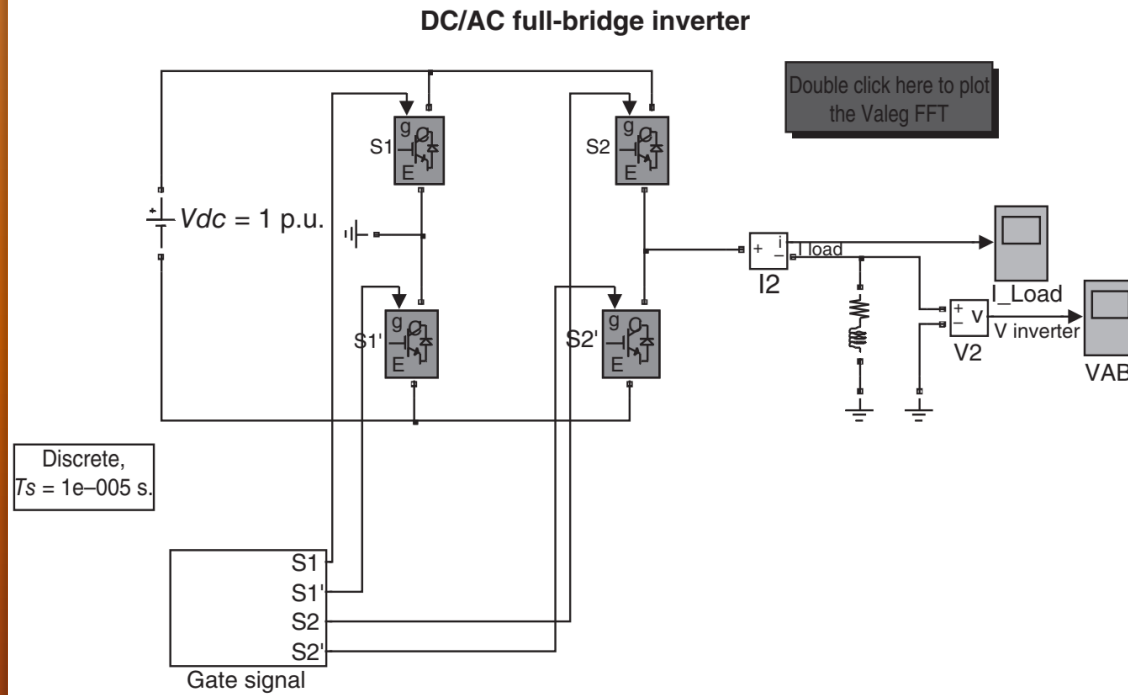 DC/AC full-bridge inverter
Double click here to plot
the Valeg FFT
g
C
E
S1
g
C
E
S2
+
Vdc = 1 p.u.
+
i
−
I load
I2
I_Load
g
C
E
S1'
g
C
E
S2'
+
−
v
V2
V inverter
VAB
Discrete,
Ts = 1e–005 s.
S1
S1'
S2
S2'
Gate signal